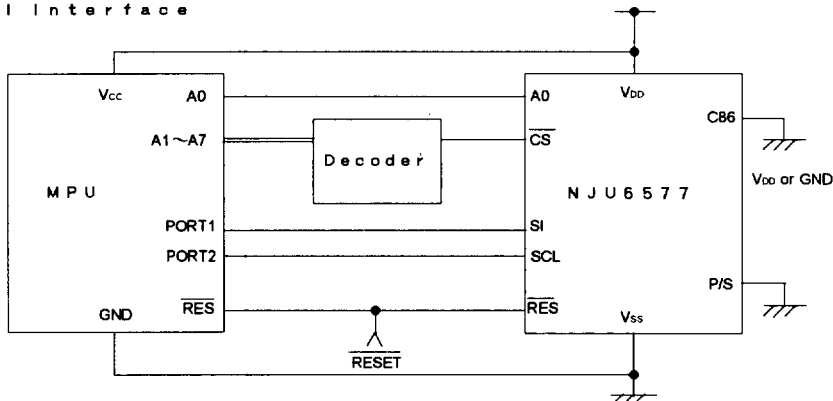 l Interface
Vcc
A0
A0
VDD
C86
A1~A7
Decoder
CS
VDD or GND
MPU
NJU6577
PORT1
SI
PORT2
SCL
P/S
RES
RES
GND
Vss
RESET